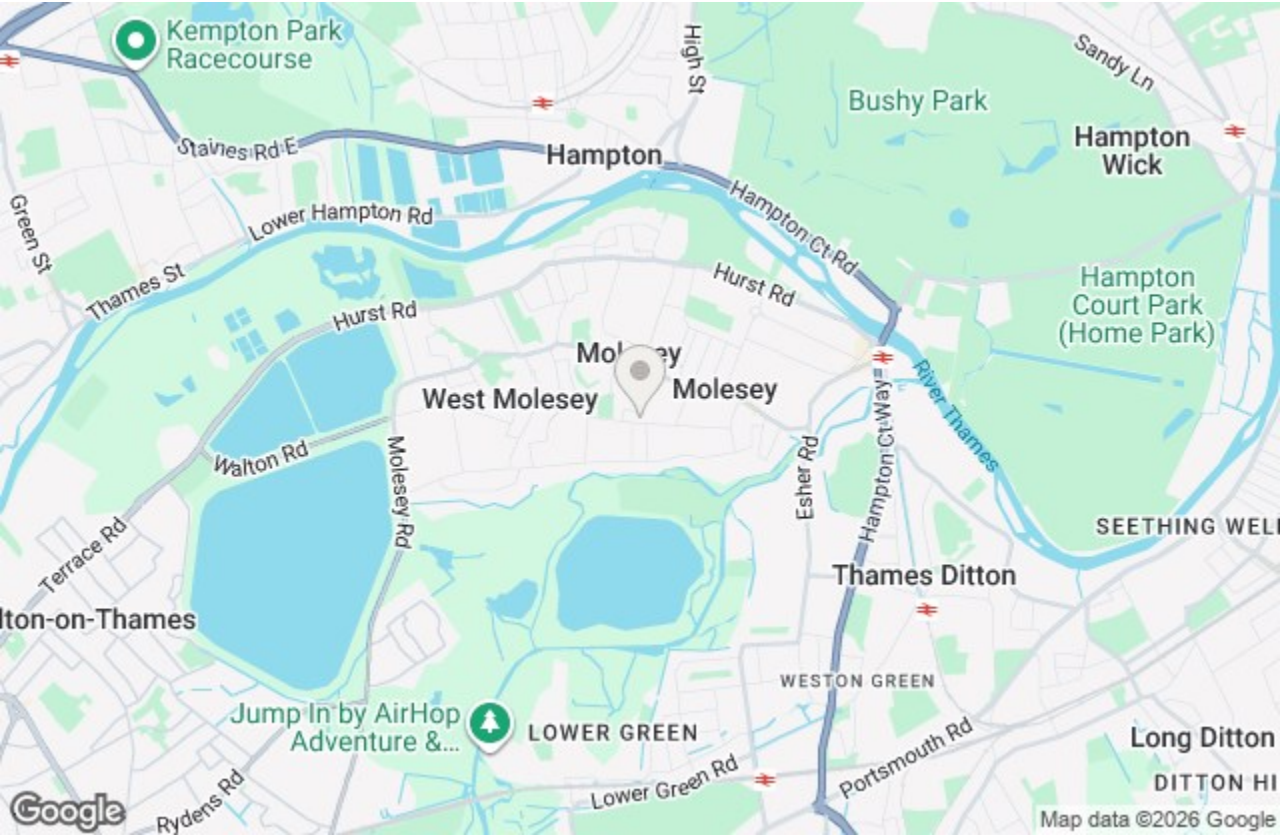 Kempton Park
Racecourse
High St
Sandy Ln
Bushy Park
Hampton
Wick
Staines Rd E
Hampton
Green St
Lower Hampton Rd
Hampton Ct Rd
Thames St
Hurst Rd
Hurst Rd
Hampton
Court Park
(Home Park)
Molesey
West Molesey
Molesey
River Thames
Hampton Ct Way
Walton Rd
Molesey Rd
Esher Rd
Terrace Rd
SEETHING WELL
Thames Ditton
lton-on-Thames
WESTON GREEN
Jump In by AirHop
Adventure &...
LOWER GREEN
Portsmouth Rd
Long Ditton
Lower Green Rd
DITTON HI
Rydens Rd
Google
Map data ©2026 Google